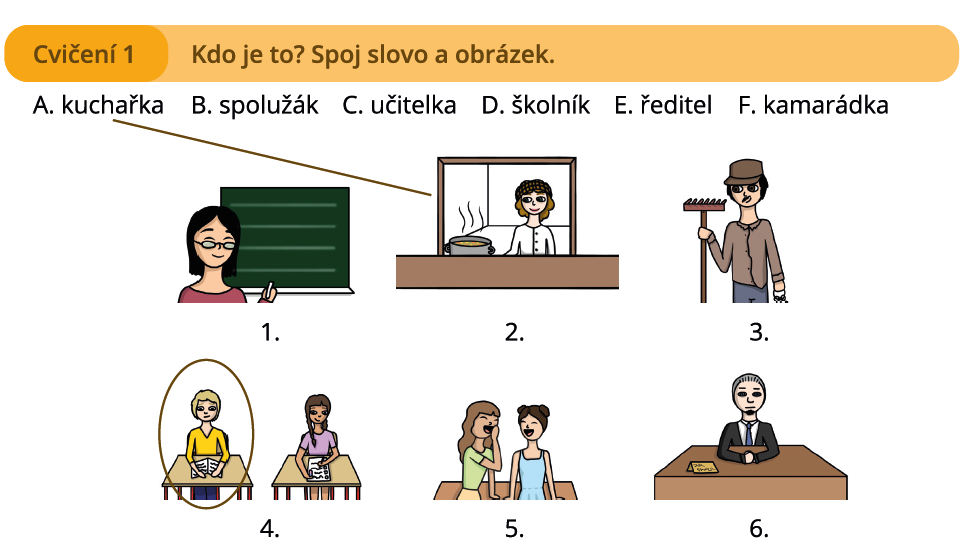 Cvičení 1 Kdo je to? Spoj slovo a obrázek.
A. kuchařka B. spolužák C. učitelka D. školník E. ředitel F. kamarádka
1. 2. 3.
4. 5. 6.